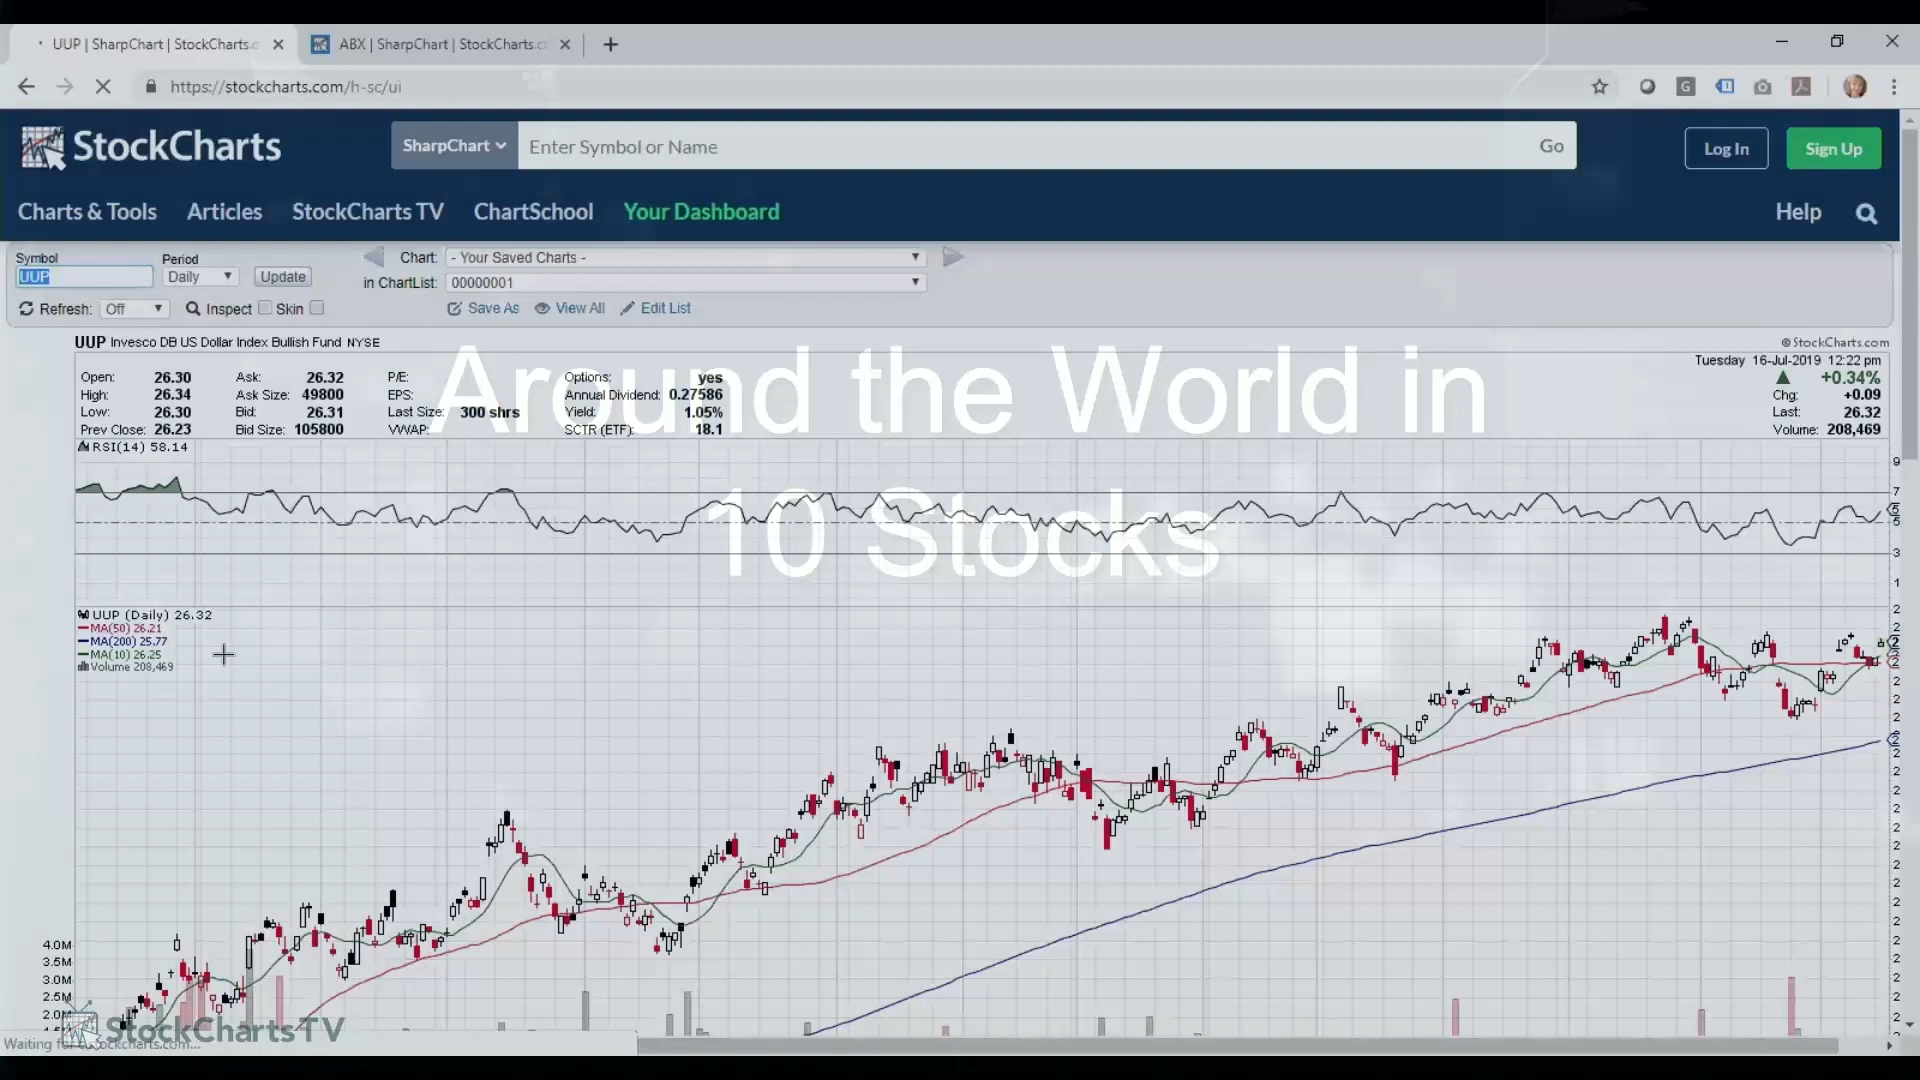 UUP | SharpChart | StockCharts.c
ABX | SharpChart | StockCharts.c
https://stockcharts.com/h-sc/ui
StockCharts
SharpChart
Enter Symbol or Name
Go
Log In
Sign Up
Charts & Tools
Articles
StockCharts TV
ChartSchool
Your Dashboard
Help
Symbol
Period
Chart: - Your Saved Charts -
UUP
Daily
Update
in ChartList: 00000001
Refresh: Off
Inspect
Skin
Save As
View All
Edit List
UUP Invesco DB US Dollar Index Bullish Fund NYSE
© StockCharts.com
Tuesday 16-Jul-2019 12:22 pm
Open: 26.30 Ask: 26.32 P/E: Options: yes +0.34%
High: 26.34 Ask Size: 49800 EPS: Annual Dividend: 0.27586 Chg: +0.09
Low: 26.30 Bid: 26.31 Last Size: 300 shrs Yield: 1.05% Last: 26.32
Prev Close: 26.23 Bid Size: 105800 VWAP: SCTR (ETF): 18.1 Volume: 208,469
Around the World in
10 Stocks
RSI(14) 58.14
UUP (Daily) 26.32
MA(50) 26.21
MA(200) 25.77
MA(10) 26.25
Volume 208,469
4.0M
3.5M
3.0M
2.5M
2.0M
StockChartsTV
Waiting for